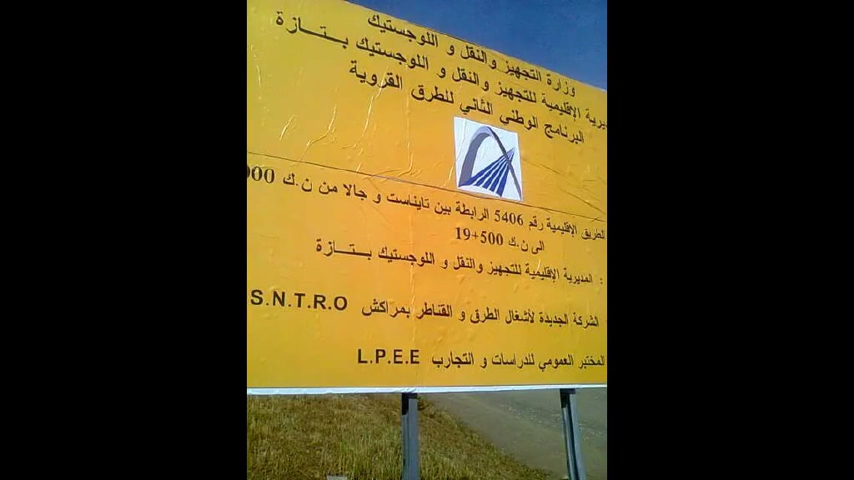 وزارة التجهيز والنقل و اللوجستيك
المديرية الإقليمية للتجهيز والنقل و اللوجستيك بـــتـــازة
البرنامج الوطني الثاني للطرق القروية
الطريق الإقليمية رقم 5406 الرابطة بين تايناست و جالا من ن.ك 000
الى ن.ك 500+19
: المديرية الإقليمية للتجهيز والنقل و اللوجستيك بـــتـــازة
الشركة الجديدة لأشغال الطرق و القناطر بمراكش S.N.T.R.O
المختبر العمومي للدراسات و التجارب L.P.E.E